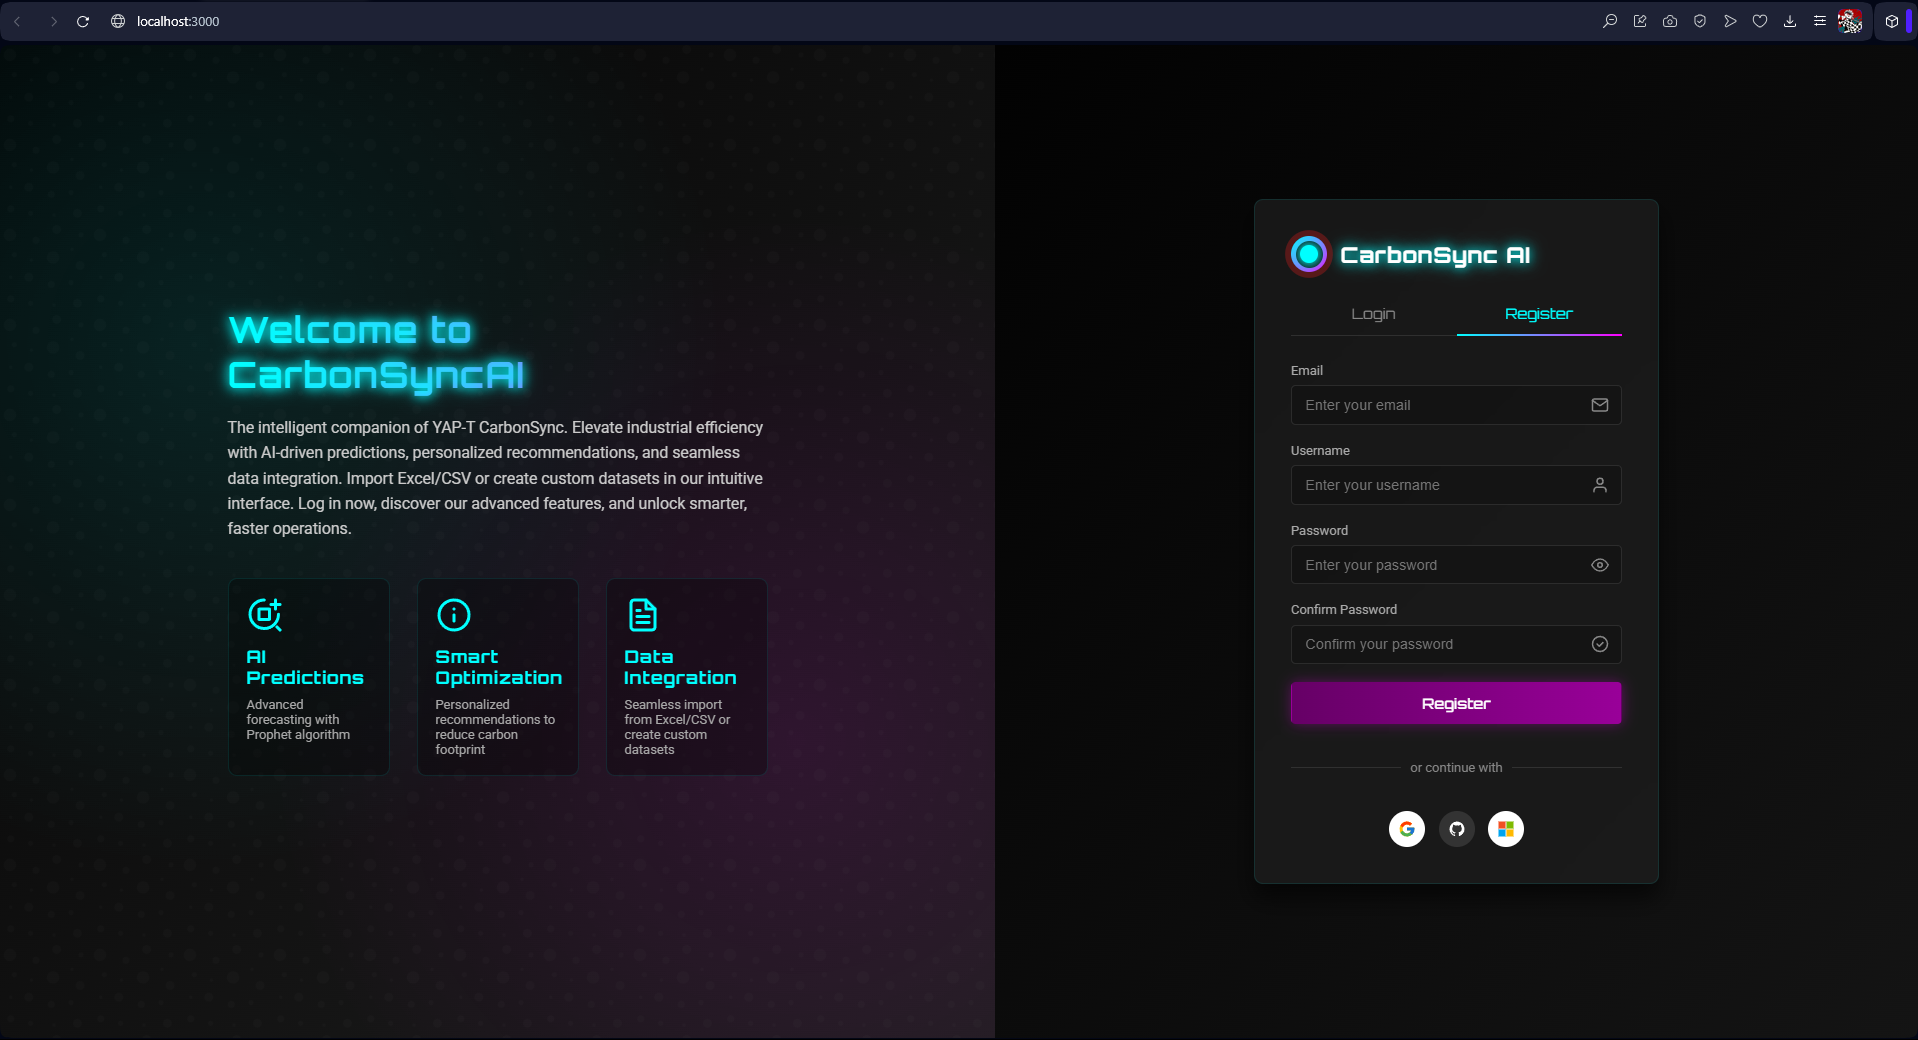 localhost:3000
Welcome to
CarbonSyncAI
The intelligent companion of YAP-T CarbonSync. Elevate industrial efficiency
with AI-driven predictions, personalized recommendations, and seamless
data integration. Import Excel/CSV or create custom datasets in our intuitive
interface. Log in now, discover our advanced features, and unlock smarter,
faster operations.
AI
Predictions
Advanced
forecasting with
Prophet algorithm
Smart
Optimization
Personalized
recommendations to
reduce carbon
footprint
Data
Integration
Seamless import
from Excel/CSV or
create custom
datasets
CarbonSync AI
Login
Register
Email
Enter your email
Username
Enter your username
Password
Enter your password
Confirm Password
Confirm your password
Register
or continue with